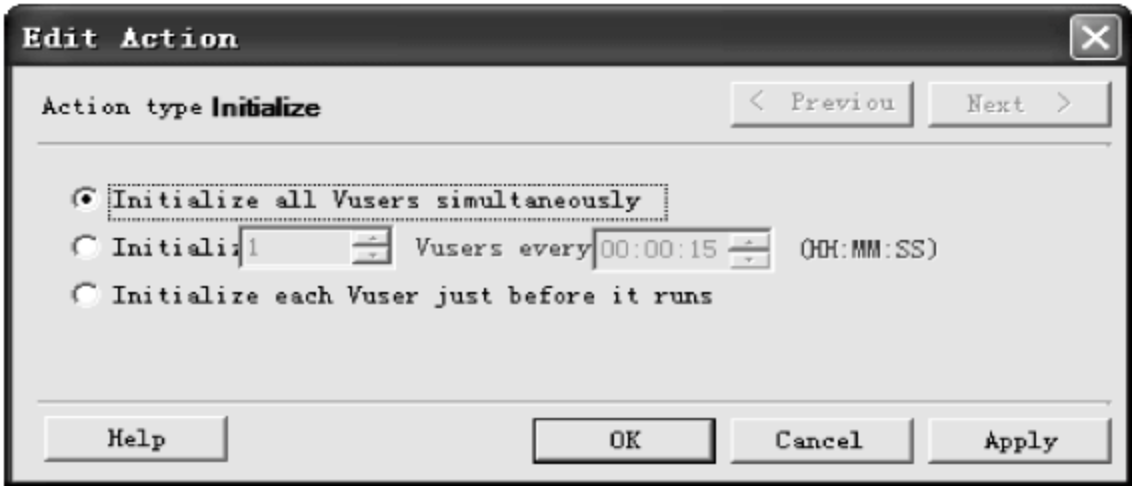 Edit Action
Action type Initialize
< Previou
Next >
Initialize all Vusers simultaneously
Initializ 1 Vusers every 00:00:15 (HH:MM:SS)
Initialize each Vuser just before it runs
Help
OK
Cancel
Apply